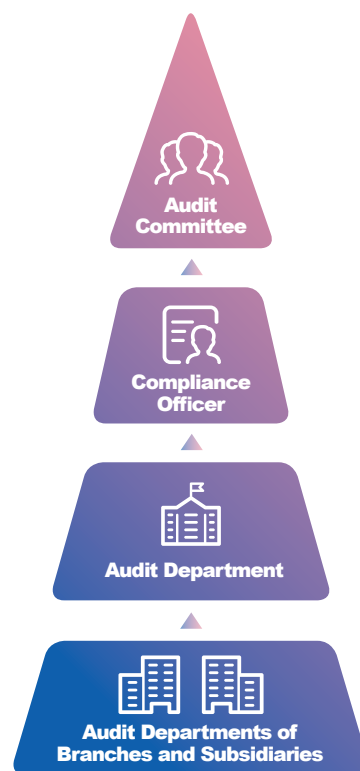 Audit
Committee
Compliance
Officer
Audit Department
Audit Departments of
Branches and Subsidiaries